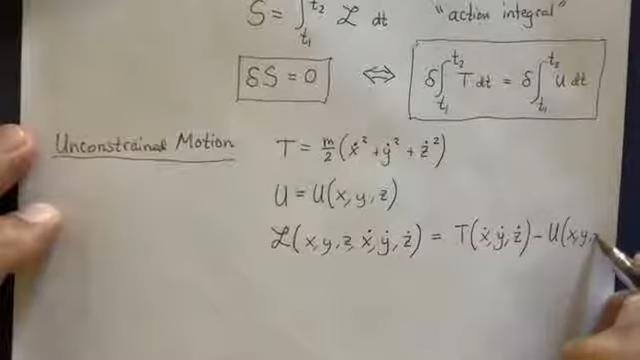 S = ∫_{t₁}^{t₂} ℒ dt "action integral"
δS = 0 ⇔ δ∫_{t₁}^{t₂} T dt = δ∫_{t₁}^{t₂} U dt
Unconstrained Motion T = m/2 (ẋ² + ẏ² + ż²)
U = U(x, y, z)
ℒ(x, y, z, ẋ, ẏ, ż) = T(ẋ, ẏ, ż) − U(x, y,